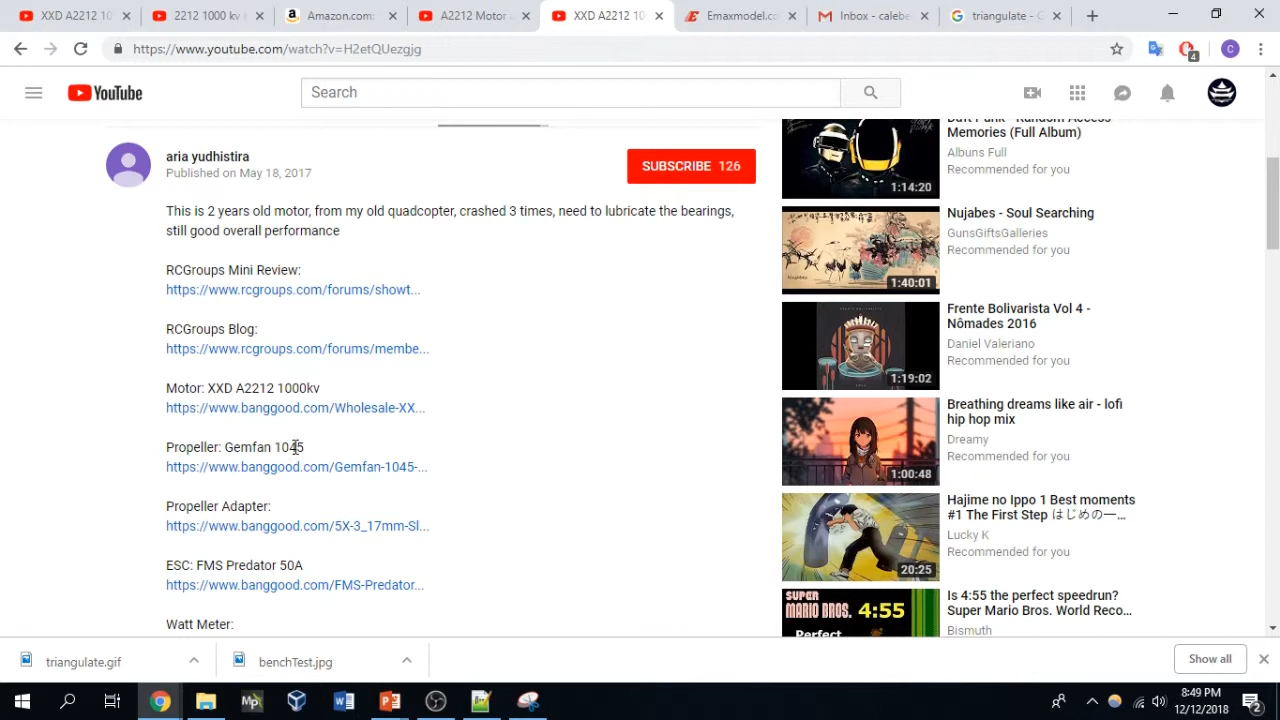 XXD A2212 10
2212 1000 kv
Amazon.com:
A2212 Motor a
XXD A2212 10
Emaxmodel.co
Inbox - calebe
triangulate - G
https://www.youtube.com/watch?v=H2etQUezgjg
C
4
YouTube
Search
aria yudhistira
Published on May 18, 2017
SUBSCRIBE 126
This is 2 years old motor, from my old quadcopter, crashed 3 times, need to lubricate the bearings,
still good overall performance
RCGroups Mini Review:
https://www.rcgroups.com/forums/showt...
RCGroups Blog:
https://www.rcgroups.com/forums/membe...
Motor: XXD A2212 1000kv
https://www.banggood.com/Wholesale-XX...
Propeller: Gemfan 1045
https://www.banggood.com/Gemfan-1045-...
Propeller Adapter:
https://www.banggood.com/5X-3_17mm-Sl...
ESC: FMS Predator 50A
https://www.banggood.com/FMS-Predator...
Watt Meter:
Daft Punk - Random Access
Memories (Full Album)
Albuns Full
Recommended for you
1:14:20
Nujabes - Soul Searching
GunsGiftsGalleries
Recommended for you
1:40:01
Frente Bolivarista Vol 4 -
Nômades 2016
Daniel Valeriano
Recommended for you
1:19:02
Breathing dreams like air - lofi
hip hop mix
Dreamy
Recommended for you
1:00:48
Hajime no Ippo 1 Best moments
#1 The First Step はじめの一...
Lucky K
Recommended for you
20:25
SUPER
MARIO BROS. 4:55
Perfect
Is 4:55 the perfect speedrun?
Super Mario Bros. World Reco...
Bismuth
triangulate.gif
benchTest.jpg
Show all
8:49 PM
12/12/2018
2